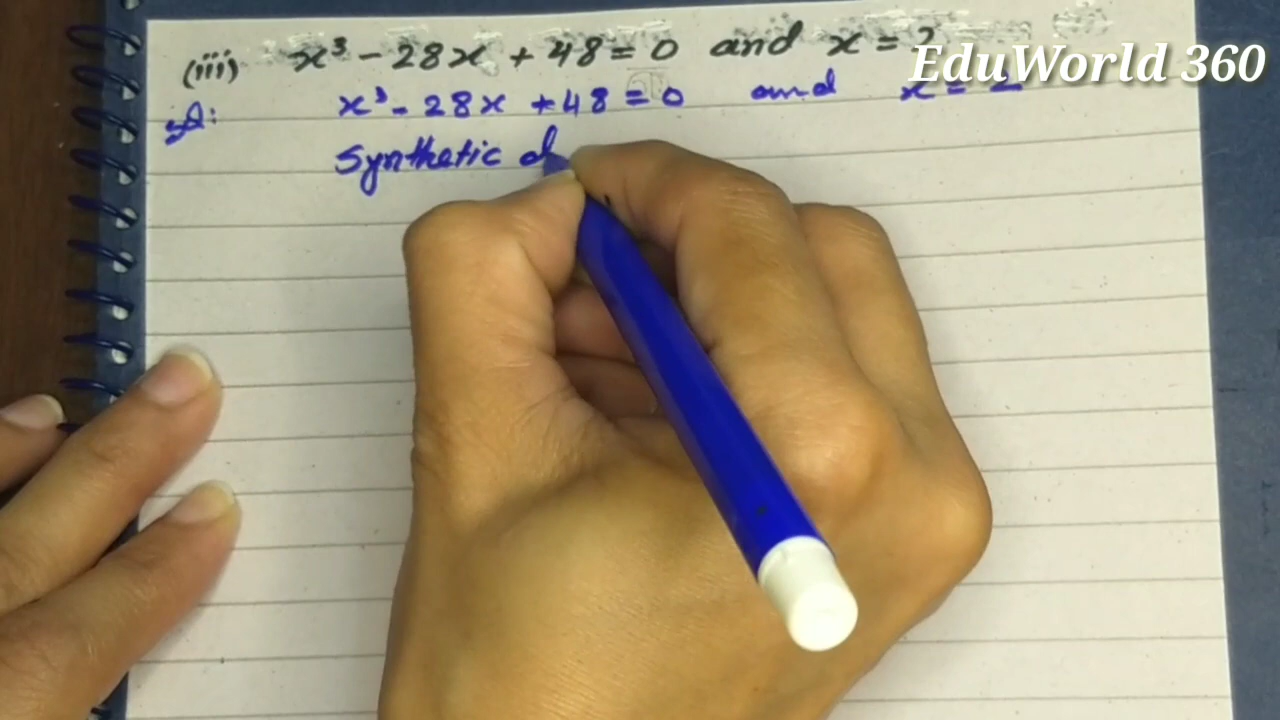 (iii) x³ - 28x + 48 = 0 and x = 2
EduWorld 360
sol: x³ - 28x + 48 = 0 and x = 2
Synthetic d